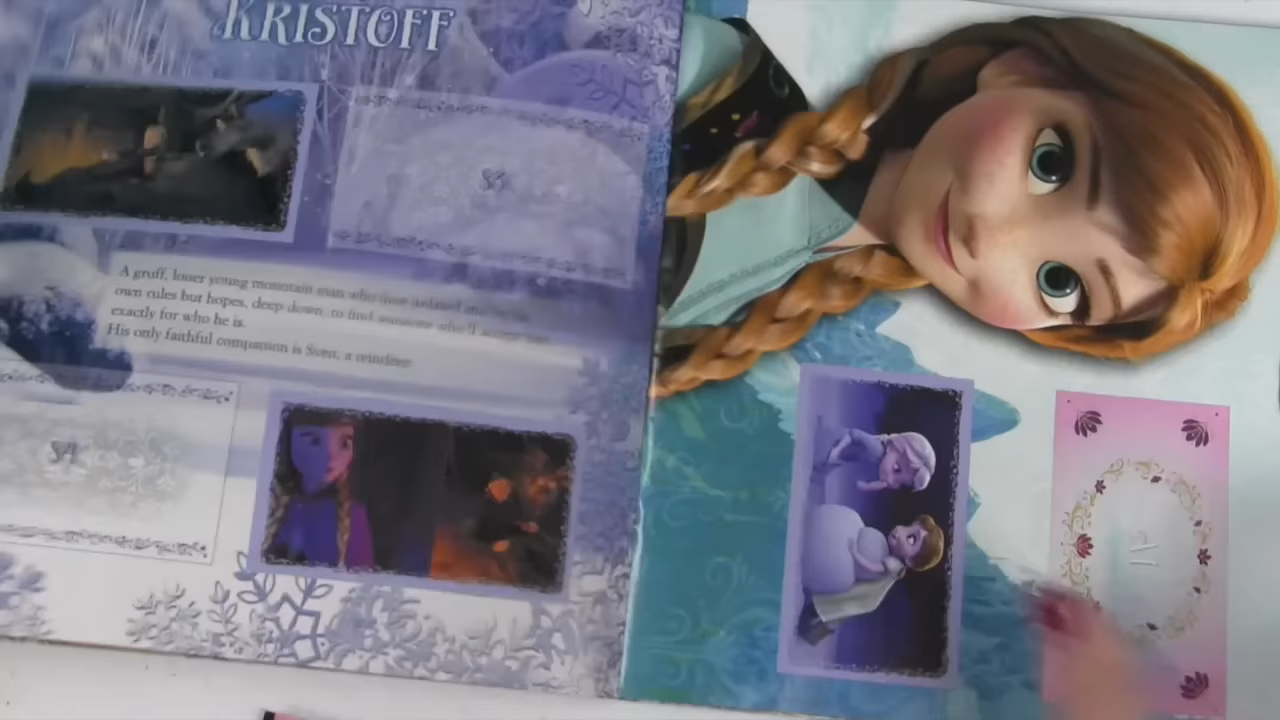 KRISTOFF
A gruff, loner young mountain man who
own rules but hopes, deep down, to find someone who'll
exactly for who he is.
His only faithful companion is Sven, a reindeer.